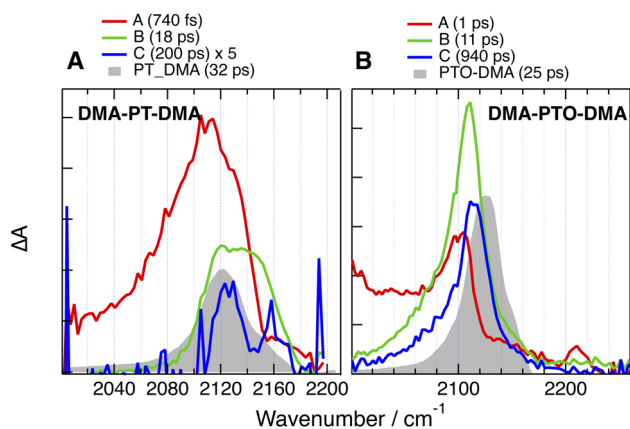 A (740 fs)
B (18 ps)
C (200 ps) x 5
PT_DMA (32 ps)
A
DMA-PT-DMA
A (1 ps)
B (11 ps)
C (940 ps)
PTO-DMA (25 ps)
B
DMA-PTO-DMA
ΔA
2040 2080 2120 2160 2200
2100 2200
Wavenumber / cm⁻¹